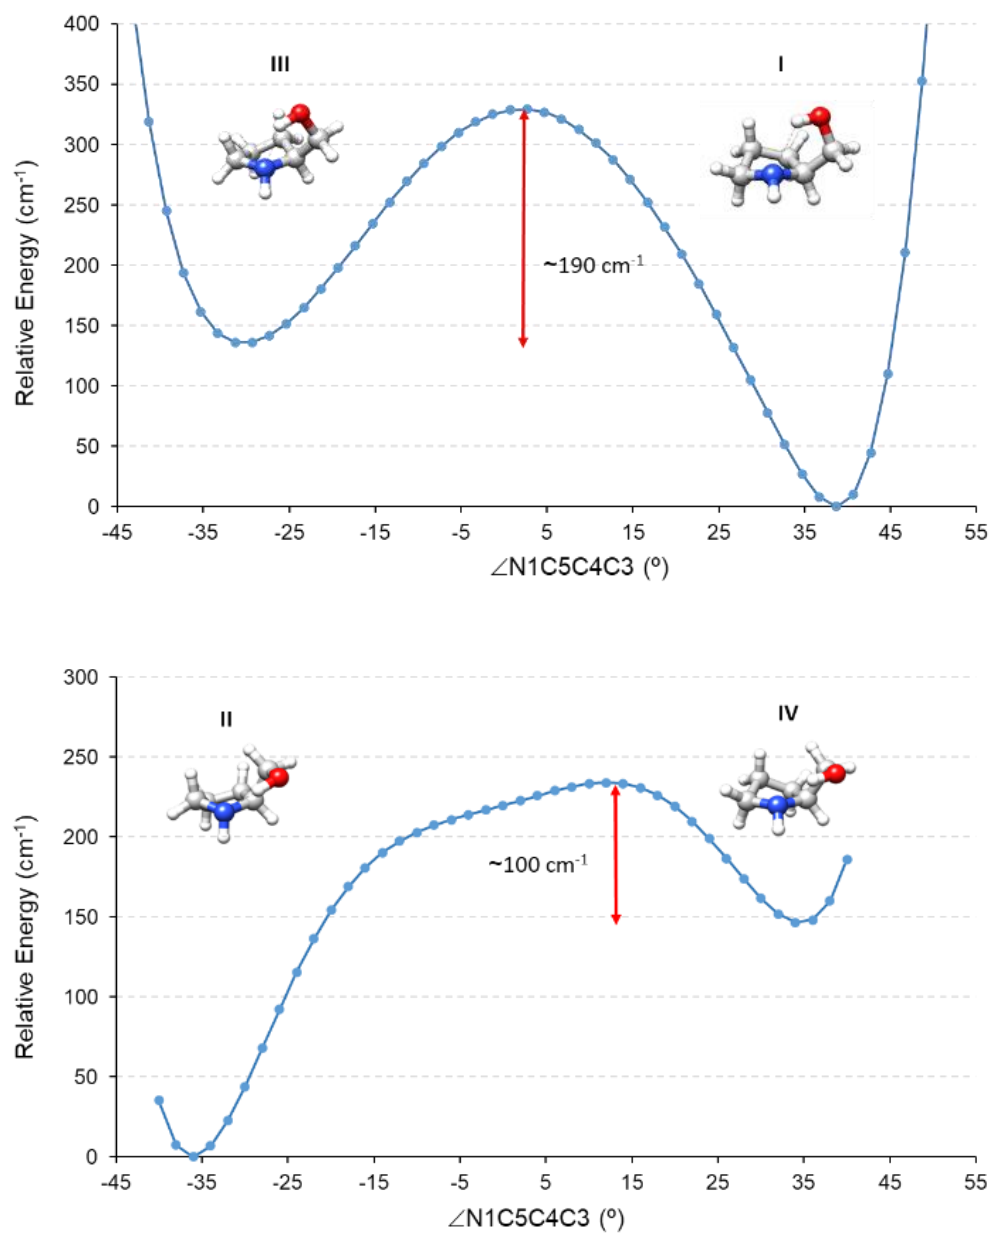 400
III
I
350
300
250
~190 cm-1
200
150
100
50
0
-45 -35 -25 -15 -5 5 15 25 35 45 55
∠N1C5C4C3 (º)
Relative Energy (cm-1)
300
II
IV
250
200
~100 cm-1
150
100
50
0
-45 -35 -25 -15 -5 5 15 25 35 45 55
∠N1C5C4C3 (º)
Relative Energy (cm-1)